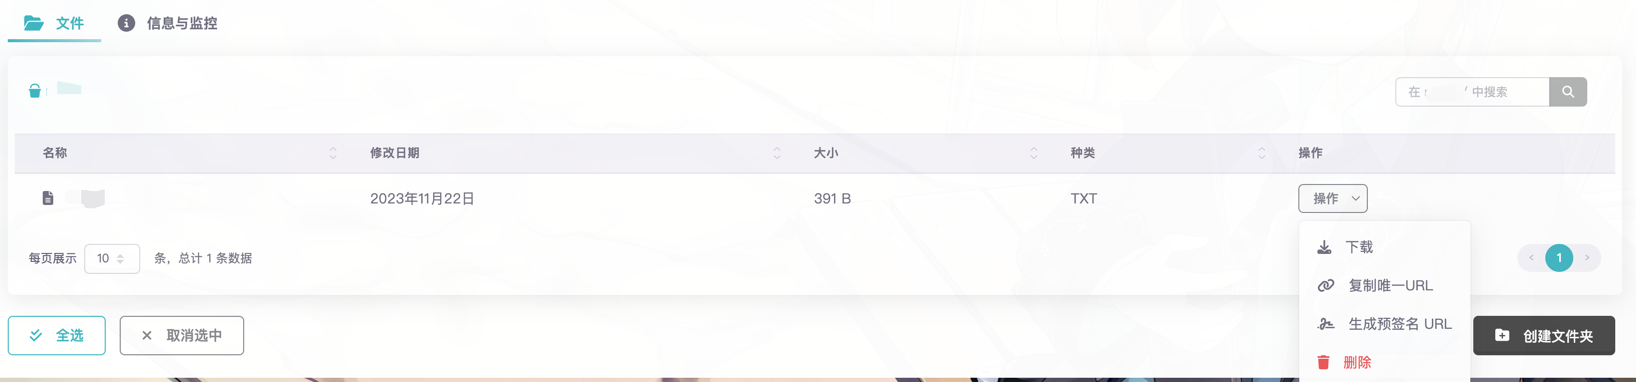 文件 信息与监控
在 中搜索
名称 修改日期 大小 种类 操作
2023年11月22日 391 B TXT 操作
下载
每页展示 10 条，总计 1 条数据 < 1 >
复制唯一URL
生成预签名 URL
全选 取消选中 创建文件夹
删除